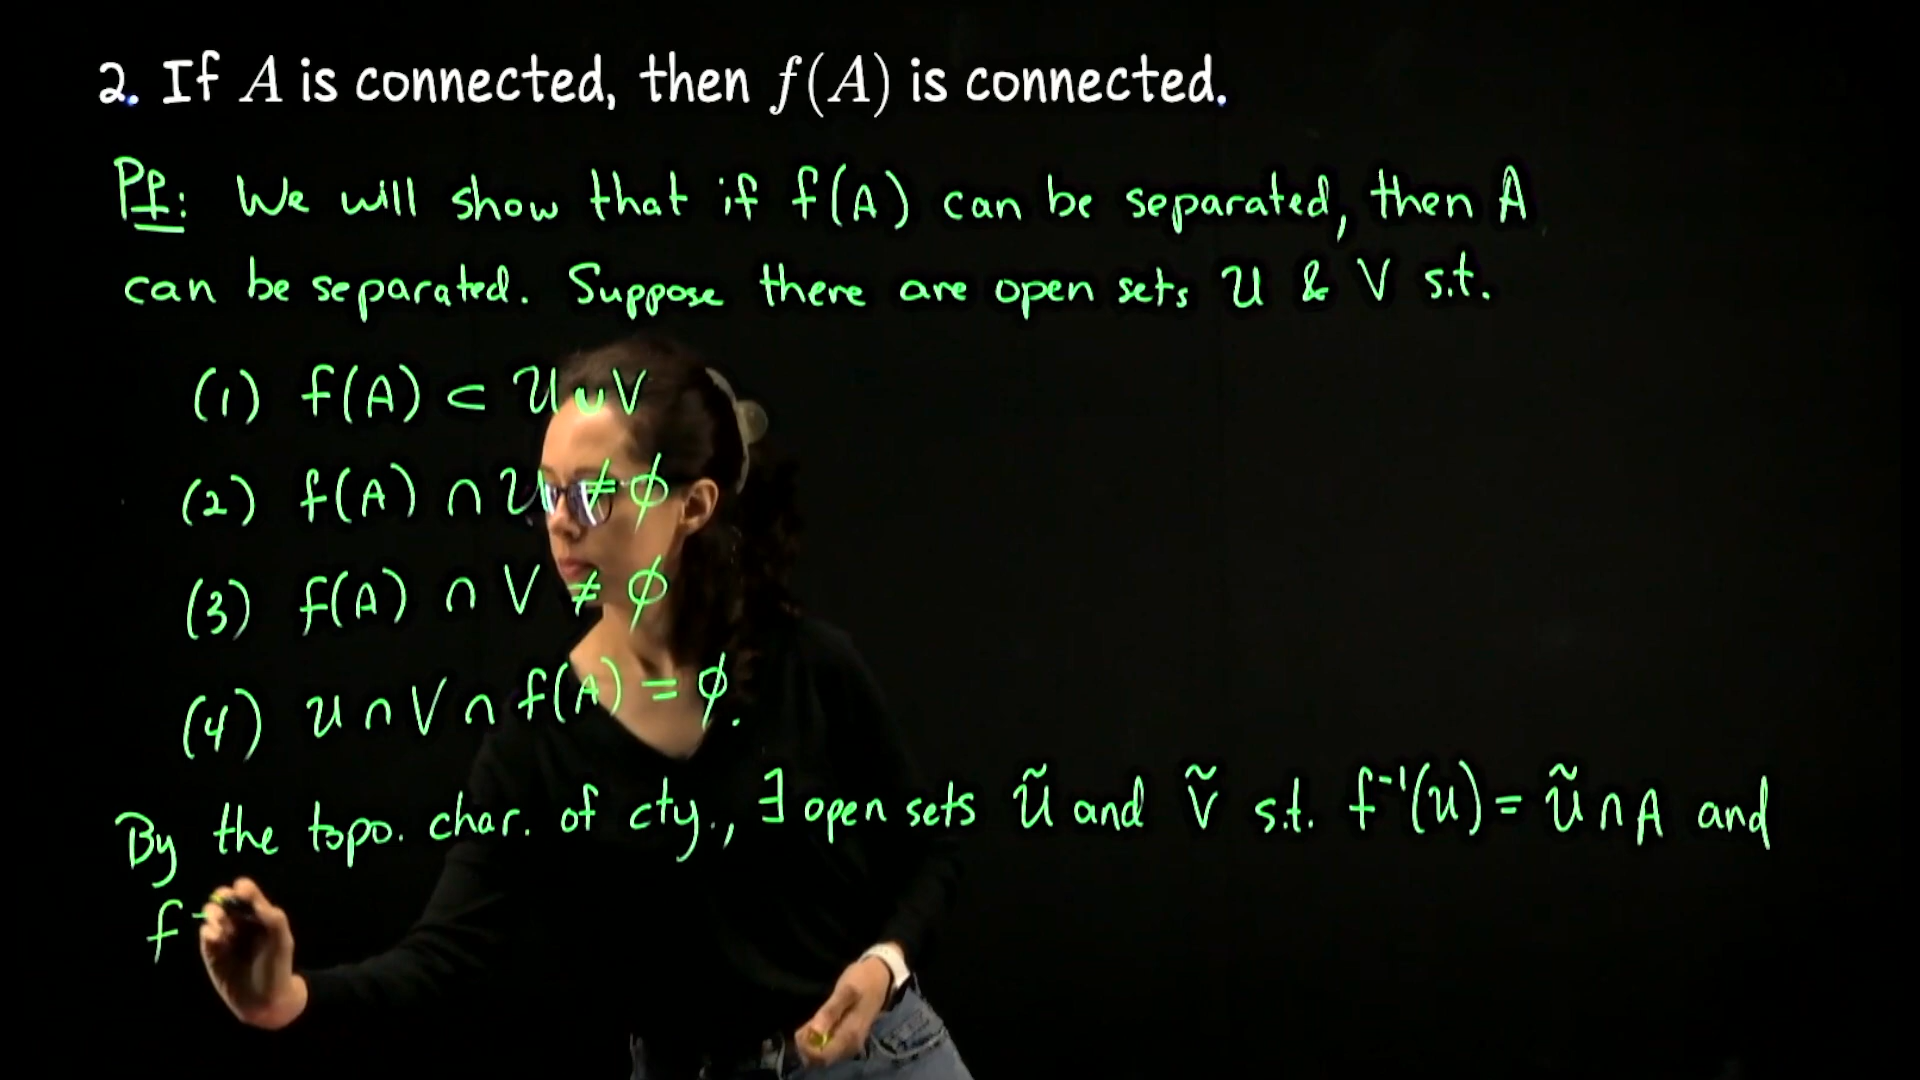 2. If A is connected, then f(A) is connected.
Pf: We will show that if f(A) can be separated, then A
can be separated. Suppose there are open sets U & V s.t.
(1) f(A) ⊂ U ∪ V
(2) f(A) ∩ U ≠ ∅
(3) f(A) ∩ V ≠ ∅
(4) U ∩ V ∩ f(A) = ∅.
By the topo. char. of cty., ∃ open sets Ũ and Ṽ s.t. f⁻¹(U) = Ũ ∩ A and
f⁻